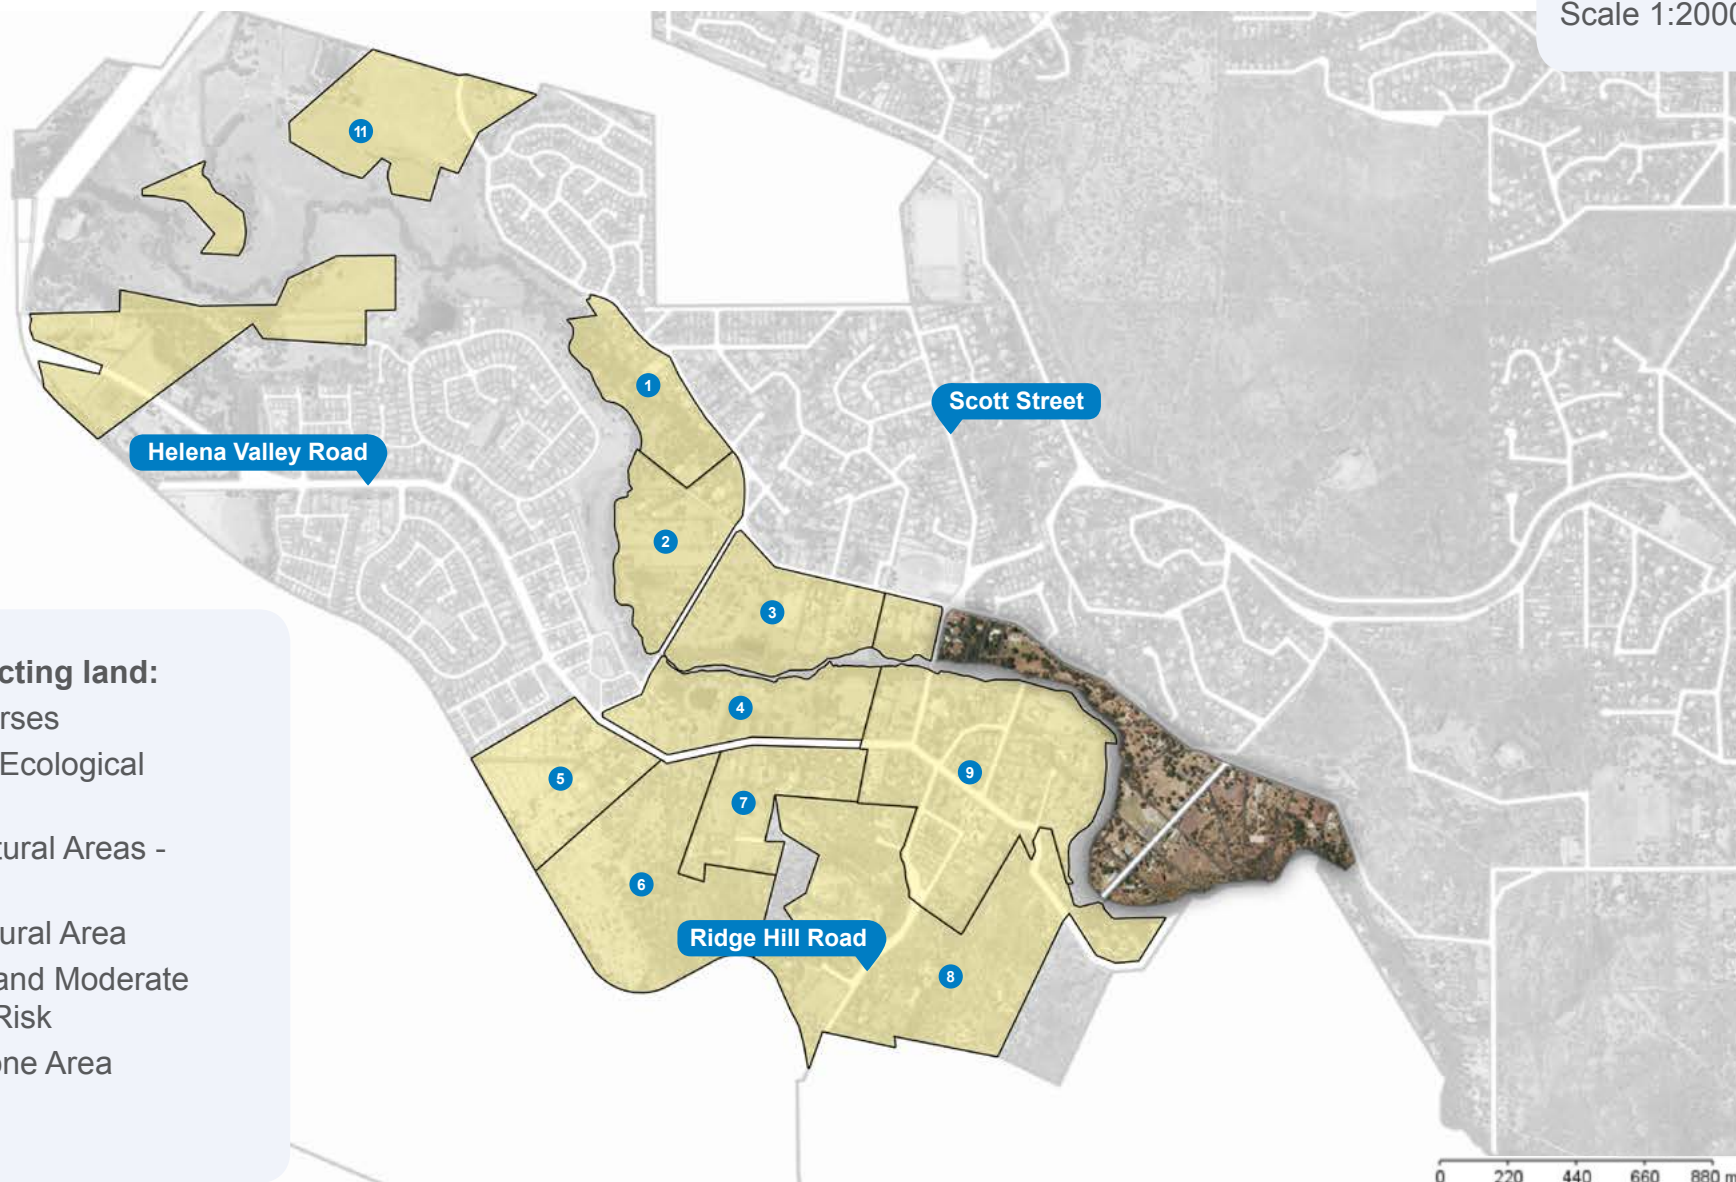 Scale 1:2000
11
1
Scott Street
Helena Valley Road
2
3
4
5
9
7
6
Ridge Hill Road
8
cting land:
rses
Ecological
tural Areas -
ural Area
and Moderate
Risk
one Area
0 220 440 660 880 m